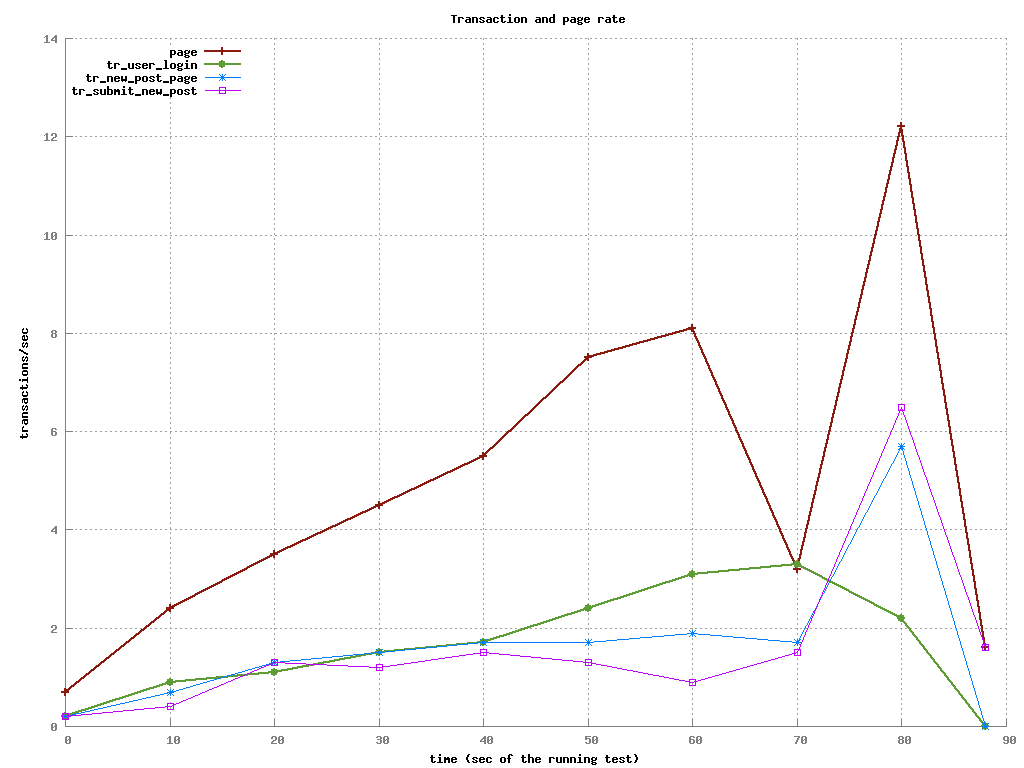 Transaction and page rate
page
tr_user_login
tr_new_post_page
tr_submit_new_post
14
12
10
8
6
4
2
0
transactions/sec
0 10 20 30 40 50 60 70 80 90
time (sec of the running test)